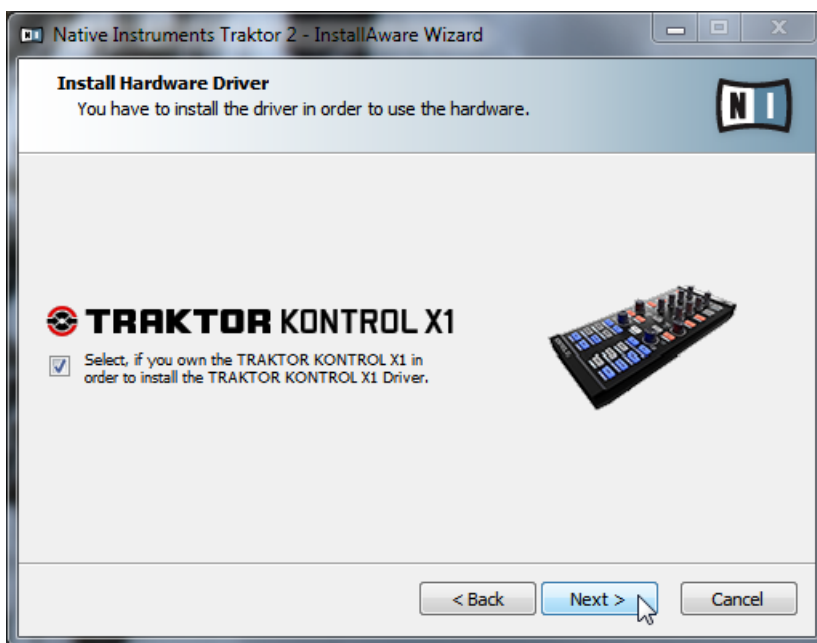 Native Instruments Traktor 2 - InstallAware Wizard
Install Hardware Driver
You have to install the driver in order to use the hardware.
N I
TRAKTOR KONTROL X1
Select, if you own the TRAKTOR KONTROL X1 in
order to install the TRAKTOR KONTROL X1 Driver.
< Back
Next >
Cancel